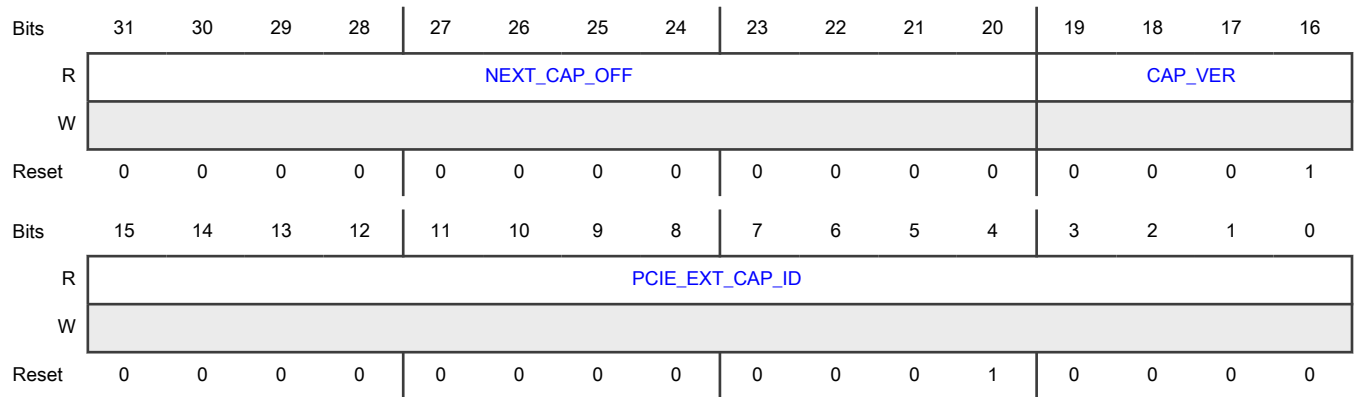 Bits 31 30 29 28 27 26 25 24 23 22 21 20 19 18 17 16
R NEXT_CAP_OFF CAP_VER
W
Reset 0 0 0 0 0 0 0 0 0 0 0 0 0 0 0 1
Bits 15 14 13 12 11 10 9 8 7 6 5 4 3 2 1 0
R PCIE_EXT_CAP_ID
W
Reset 0 0 0 0 0 0 0 0 0 0 0 1 0 0 0 0